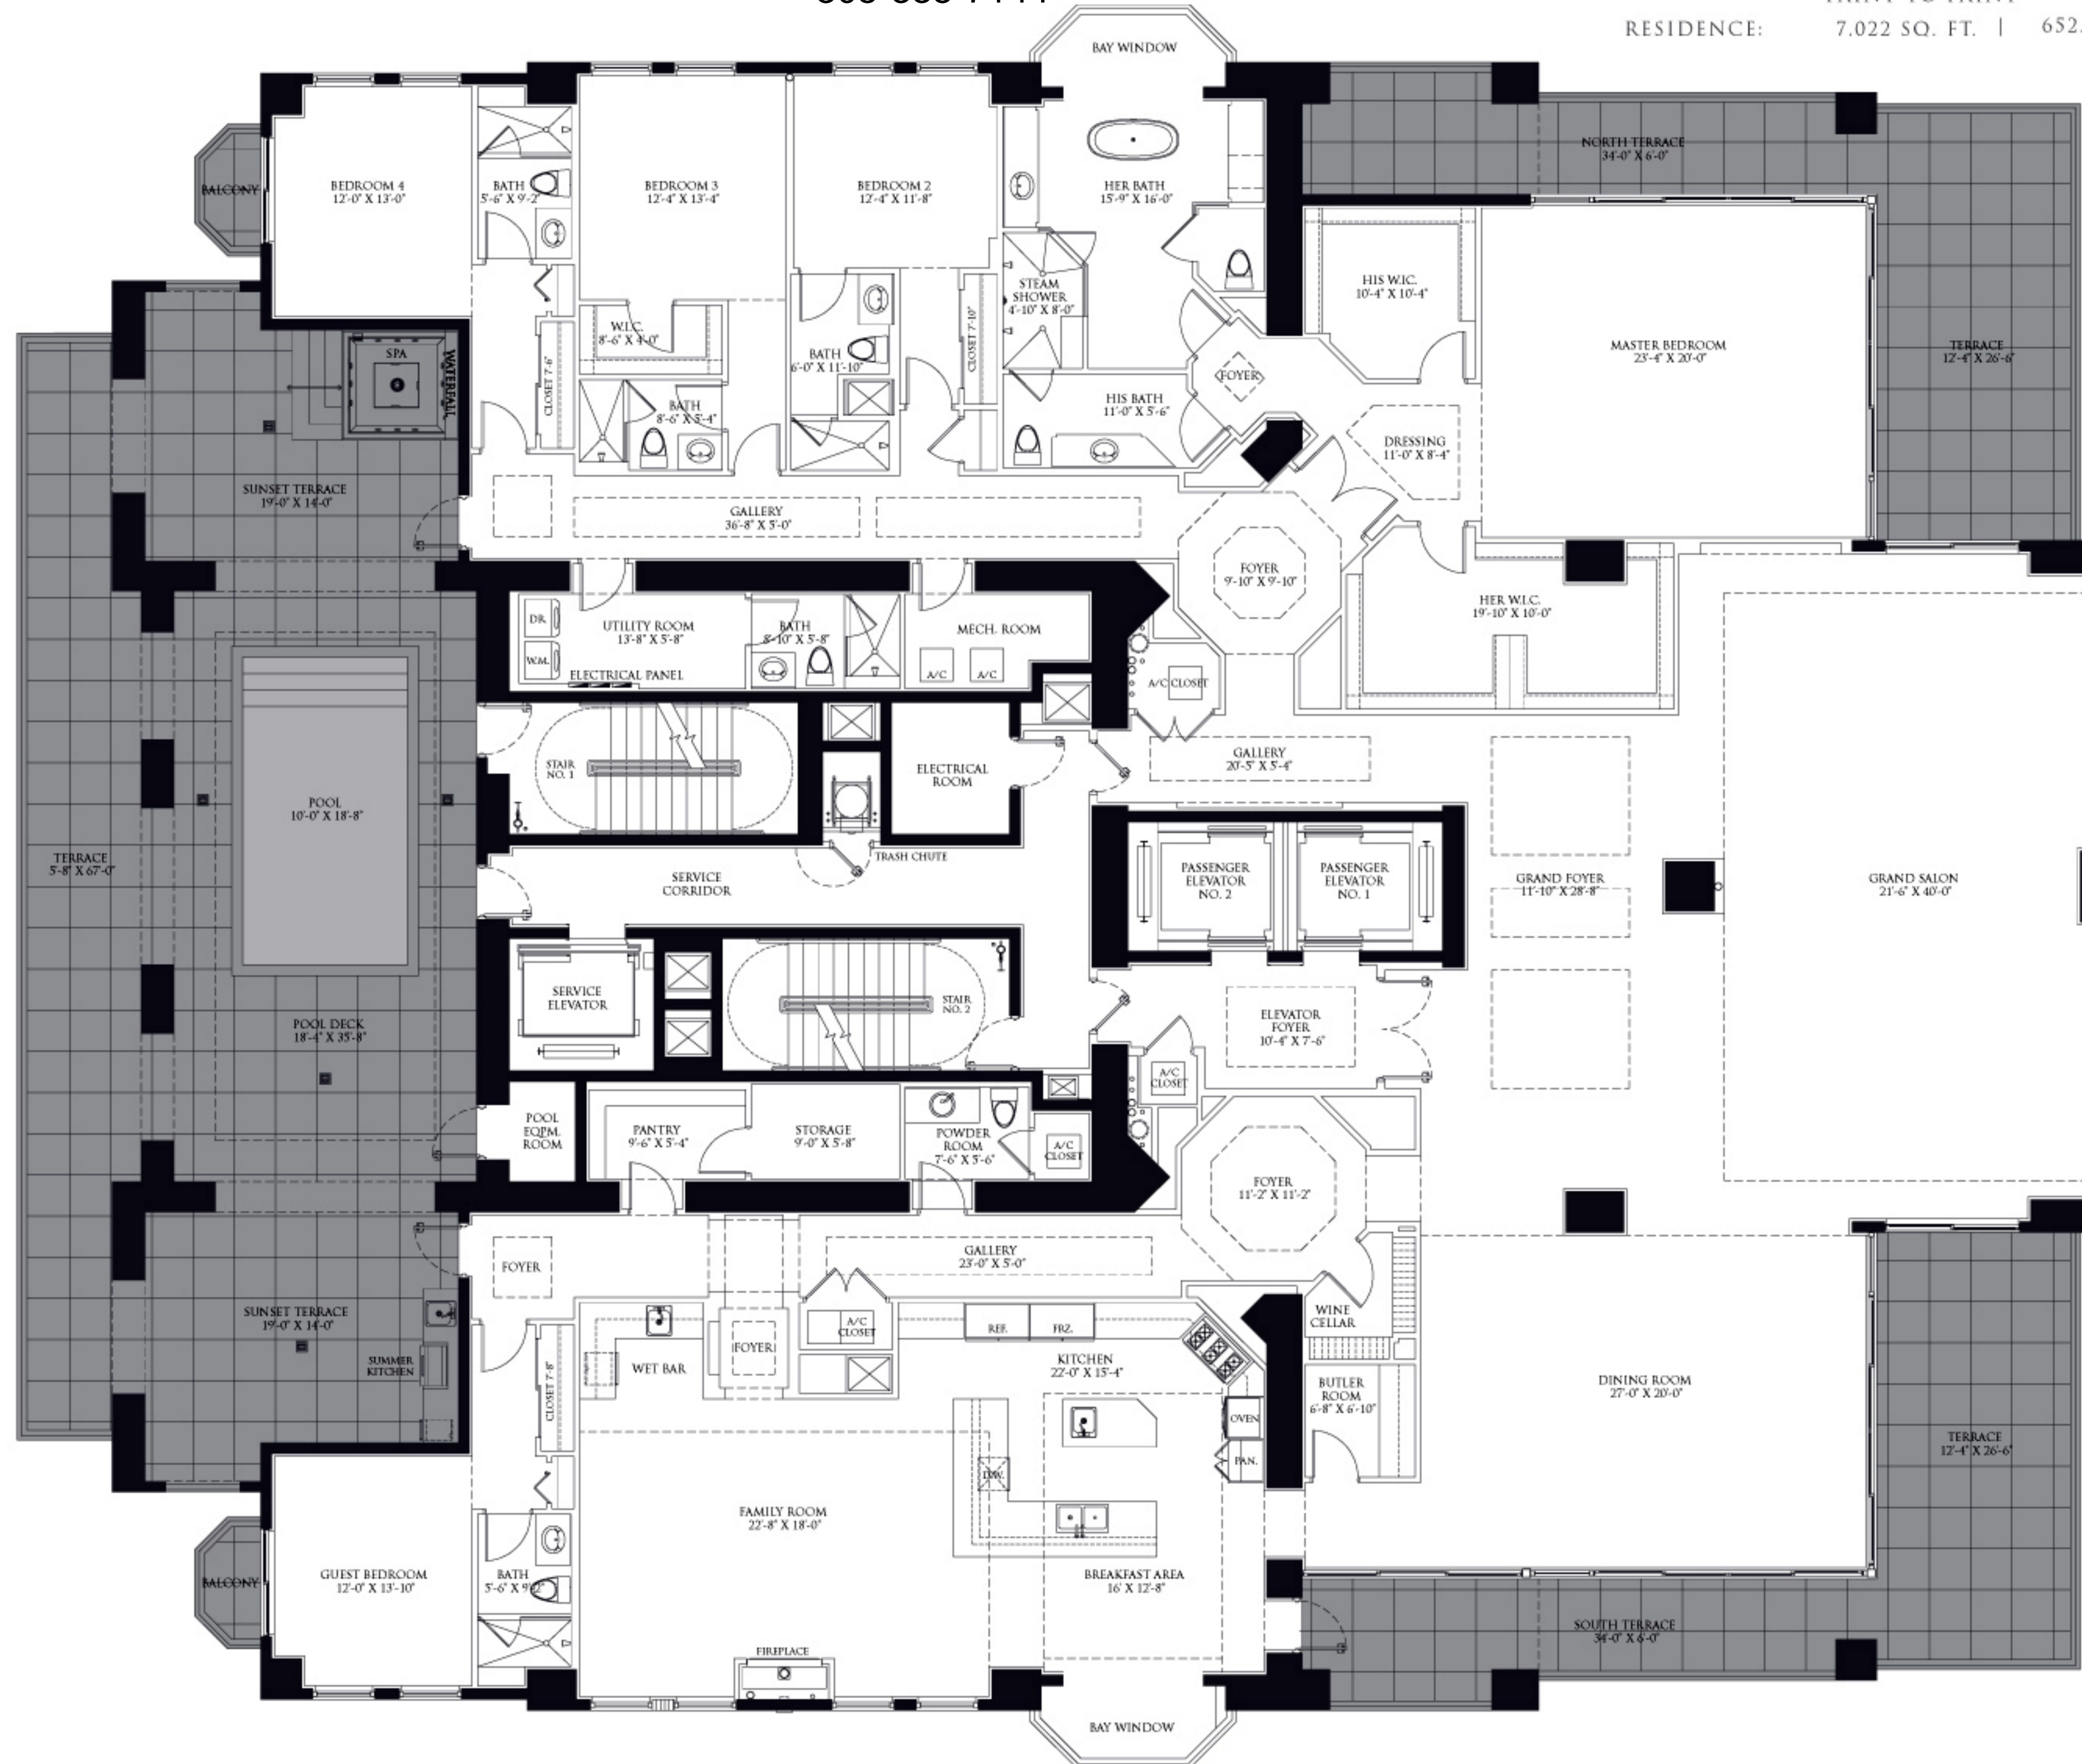 RESIDENCE: 7.022 SQ. FT. | 652.
BAY WINDOW
BALCONY
BEDROOM 4
12'-0" X 13'-0"
BATH
5'-6" X 9'-2"
BEDROOM 3
12'-4" X 13'-4"
BEDROOM 2
12'-4" X 11'-8"
HER BATH
15'-9" X 16'-0"
NORTH TERRACE
34'-0" X 6'-0"
STEAM
SHOWER
4'-10" X 8'-0"
HIS W.I.C.
10'-4" X 10'-4"
MASTER BEDROOM
23'-4" X 20'-0"
TERRACE
12'-4" X 26'-6"
SPA
WATERFALL
W.I.C.
8'-6" X 4'-0"
CLOSET 7'-6"
BATH
8'-6" X 5'-4"
BATH
6'-0" X 11'-10"
CLOSET 7'-10"
FOYER
HIS BATH
11'-0" X 5'-6"
DRESSING
11'-0" X 8'-4"
SUNSET TERRACE
19'-0" X 14'-0"
GALLERY
36'-8" X 5'-0"
FOYER
9'-10" X 9'-10"
HER W.I.C.
19'-10" X 10'-0"
DR.
W.M.
UTILITY ROOM
13'-8" X 5'-8"
ELECTRICAL PANEL
BATH
8'-10" X 5'-8"
MECH. ROOM
A/C
A/C
A/C CLOSET
STAIR
NO. 1
ELECTRICAL
ROOM
GALLERY
20'-5" X 5'-4"
POOL
10'-0" X 18'-8"
TERRACE
5'-8" X 67'-0"
TRASH CHUTE
SERVICE
CORRIDOR
PASSENGER
ELEVATOR
NO. 2
PASSENGER
ELEVATOR
NO. 1
GRAND FOYER
11'-10" X 28'-8"
GRAND SALON
21'-6" X 40'-0"
SERVICE
ELEVATOR
STAIR
NO. 2
POOL DECK
18'-4" X 35'-8"
ELEVATOR
FOYER
10'-4" X 7'-6"
A/C
CLOSET
POOL
EQPM.
ROOM
PANTRY
9'-6" X 5'-4"
STORAGE
9'-0" X 5'-8"
POWDER
ROOM
7'-6" X 5'-6"
A/C
CLOSET
FOYER
11'-2" X 11'-2"
FOYER
GALLERY
23'-0" X 5'-0"
SUNSET TERRACE
19'-0" X 14'-0"
SUMMER
KITCHEN
CLOSET 7'-8"
WET BAR
FOYER
A/C
CLOSET
REF.
FRZ.
KITCHEN
22'-0" X 15'-4"
WINE
CELLAR
BUTLER
ROOM
6'-8" X 6'-10"
DINING ROOM
27'-0" X 20'-0"
OVEN
PAN.
D.W.
TERRACE
12'-4" X 26'-6"
FAMILY ROOM
22'-8" X 18'-0"
BALCONY
GUEST BEDROOM
12'-0" X 13'-10"
BATH
5'-6" X 9'-2"
BREAKFAST AREA
16' X 12'-8"
SOUTH TERRACE
34'-0" X 6'-0"
FIREPLACE
BAY WINDOW